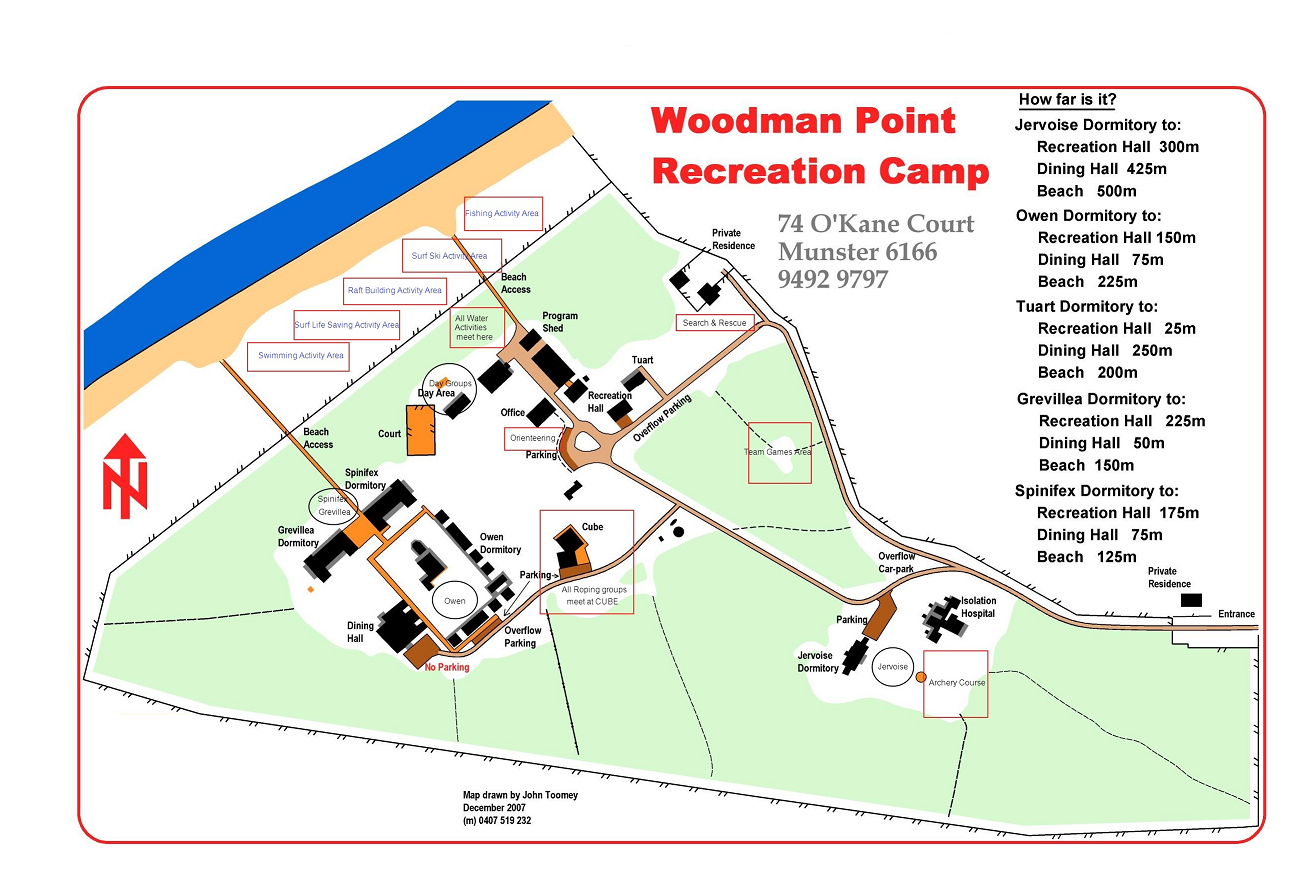 Woodman Point
Recreation Camp
74 O'Kane Court
Munster 6166
9492 9797
How far is it?
Jervoise Dormitory to:
Recreation Hall 300m
Dining Hall 425m
Beach 500m
Owen Dormitory to:
Recreation Hall 150m
Dining Hall 75m
Beach 225m
Tuart Dormitory to:
Recreation Hall 25m
Dining Hall 250m
Beach 200m
Grevillea Dormitory to:
Recreation Hall 225m
Dining Hall 50m
Beach 150m
Spinifex Dormitory to:
Recreation Hall 175m
Dining Hall 75m
Beach 125m
Fishing Activity Area
Surf Ski Activity Area
Raft Building Activity Area
Surf Life Saving Activity Area
Swimming Activity Area
Beach
Access
All Water
Activities
meet here
Program
Shed
Private
Residence
Search & Rescue
Tuart
Recreation
Hall
Day Groups
Day Area
Office
Court
Orienteering
Parking
Overflow Parking
Team Games Area
Beach
Access
N
Spinifex
Dormitory
Spinifex
Grevillea
Grevillea
Dormitory
Owen
Dormitory
Cube
Parking
All Roping groups
meet at CUBE
Owen
Dining
Hall
Overflow
Parking
No Parking
Overflow
Car-park
Private
Residence
Entrance
Isolation
Hospital
Parking
Jervoise
Dormitory
Jervoise
Archery Course
Map drawn by John Toomey
December 2007
(m) 0407 519 232